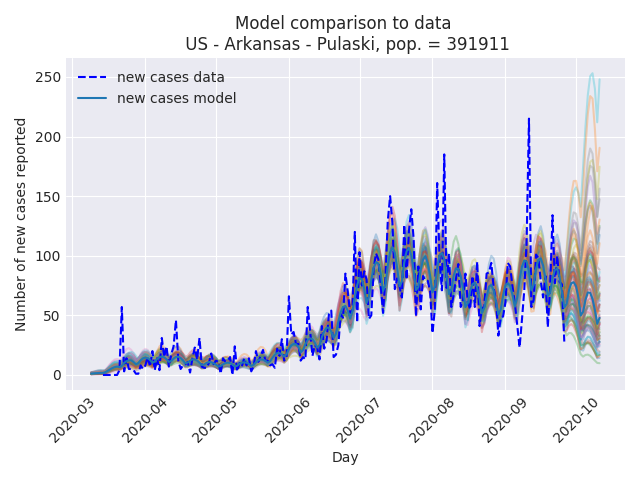 Model comparison to data
US - Arkansas - Pulaski, pop. = 391911
new cases data
new cases model
Number of new cases reported
250
200
150
100
50
0
2020-03
2020-04
2020-05
2020-06
2020-07
2020-08
2020-09
2020-10
Day